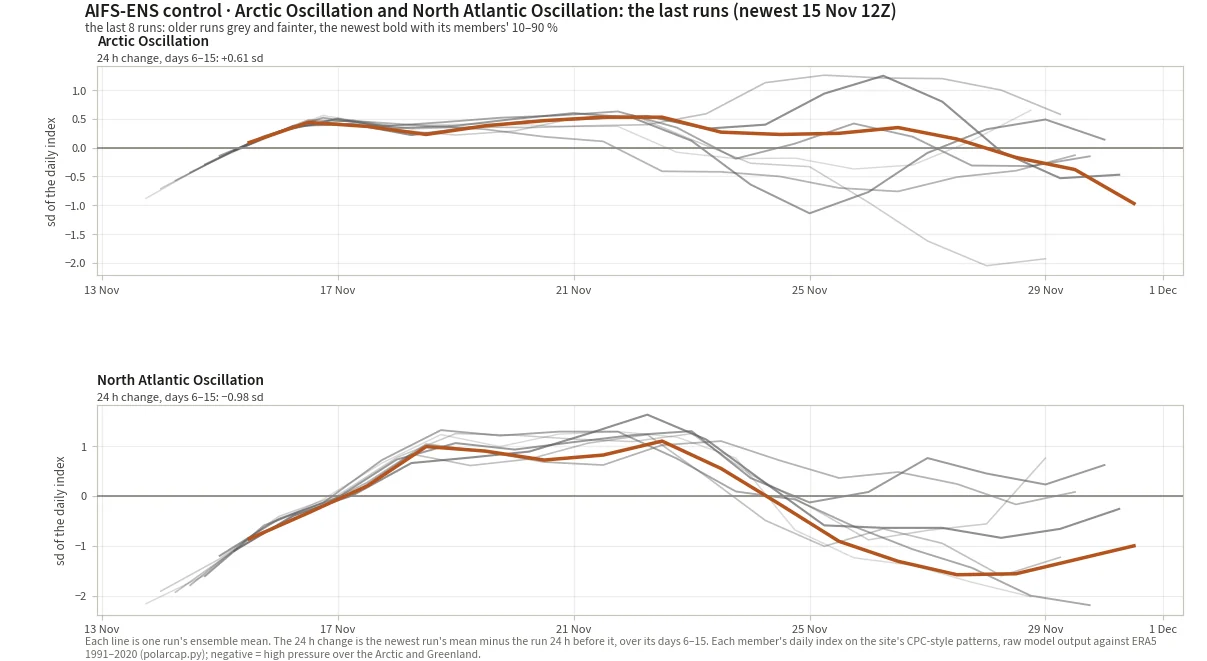 AIFS-ENS control · Arctic Oscillation and North Atlantic Oscillation: the last runs (newest 15 Nov 12Z)
the last 8 runs: older runs grey and fainter, the newest bold with its members' 10–90 %
Arctic Oscillation
24 h change, days 6–15: +0.61 sd
sd of the daily index
1.0
0.5
0.0
−0.5
−1.0
−1.5
−2.0
13 Nov 17 Nov 21 Nov 25 Nov 29 Nov 1 Dec
North Atlantic Oscillation
24 h change, days 6–15: −0.98 sd
sd of the daily index
1
0
−1
−2
13 Nov 17 Nov 21 Nov 25 Nov 29 Nov 1 Dec
Each line is one run's ensemble mean. The 24 h change is the newest run's mean minus the run 24 h before it, over its days 6–15. Each member's daily index on the site's CPC-style patterns, raw model output against ERA5
1991–2020 (polarcap.py); negative = high pressure over the Arctic and Greenland.